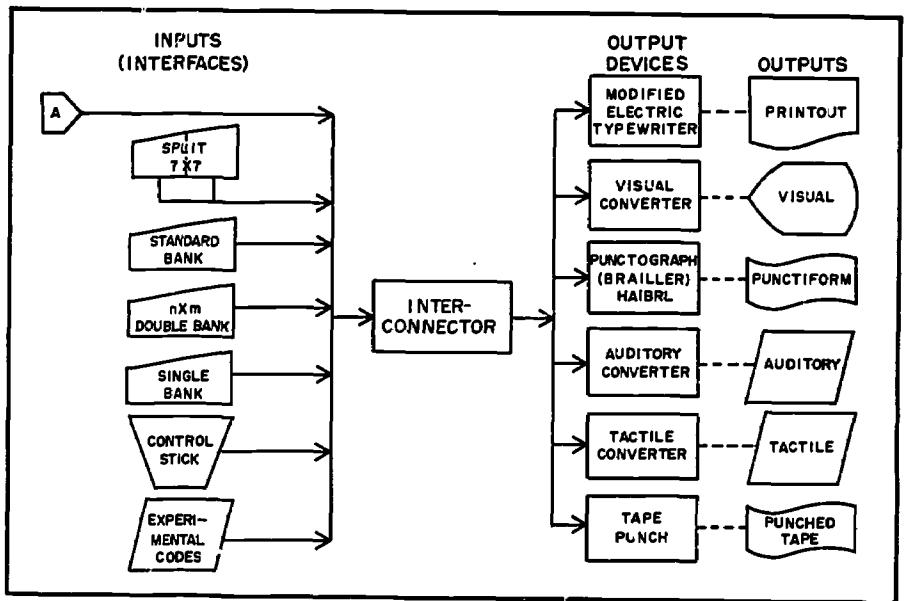 INPUTS
(INTERFACES)
A
SPLIT
7X7
STANDARD
BANK
nXm
DOUBLE BANK
SINGLE
BANK
CONTROL
STICK
EXPERI-
MENTAL
CODES
INTER-
CONNECTOR
OUTPUT
DEVICES
MODIFIED
ELECTRIC
TYPEWRITER
VISUAL
CONVERTER
PUNCTOGRAPH
(BRAILLER)
HAIBRL
AUDITORY
CONVERTER
TACTILE
CONVERTER
TAPE
PUNCH
OUTPUTS
PRINTOUT
VISUAL
PUNCTIFORM
AUDITORY
TACTILE
PUNCHED
TAPE